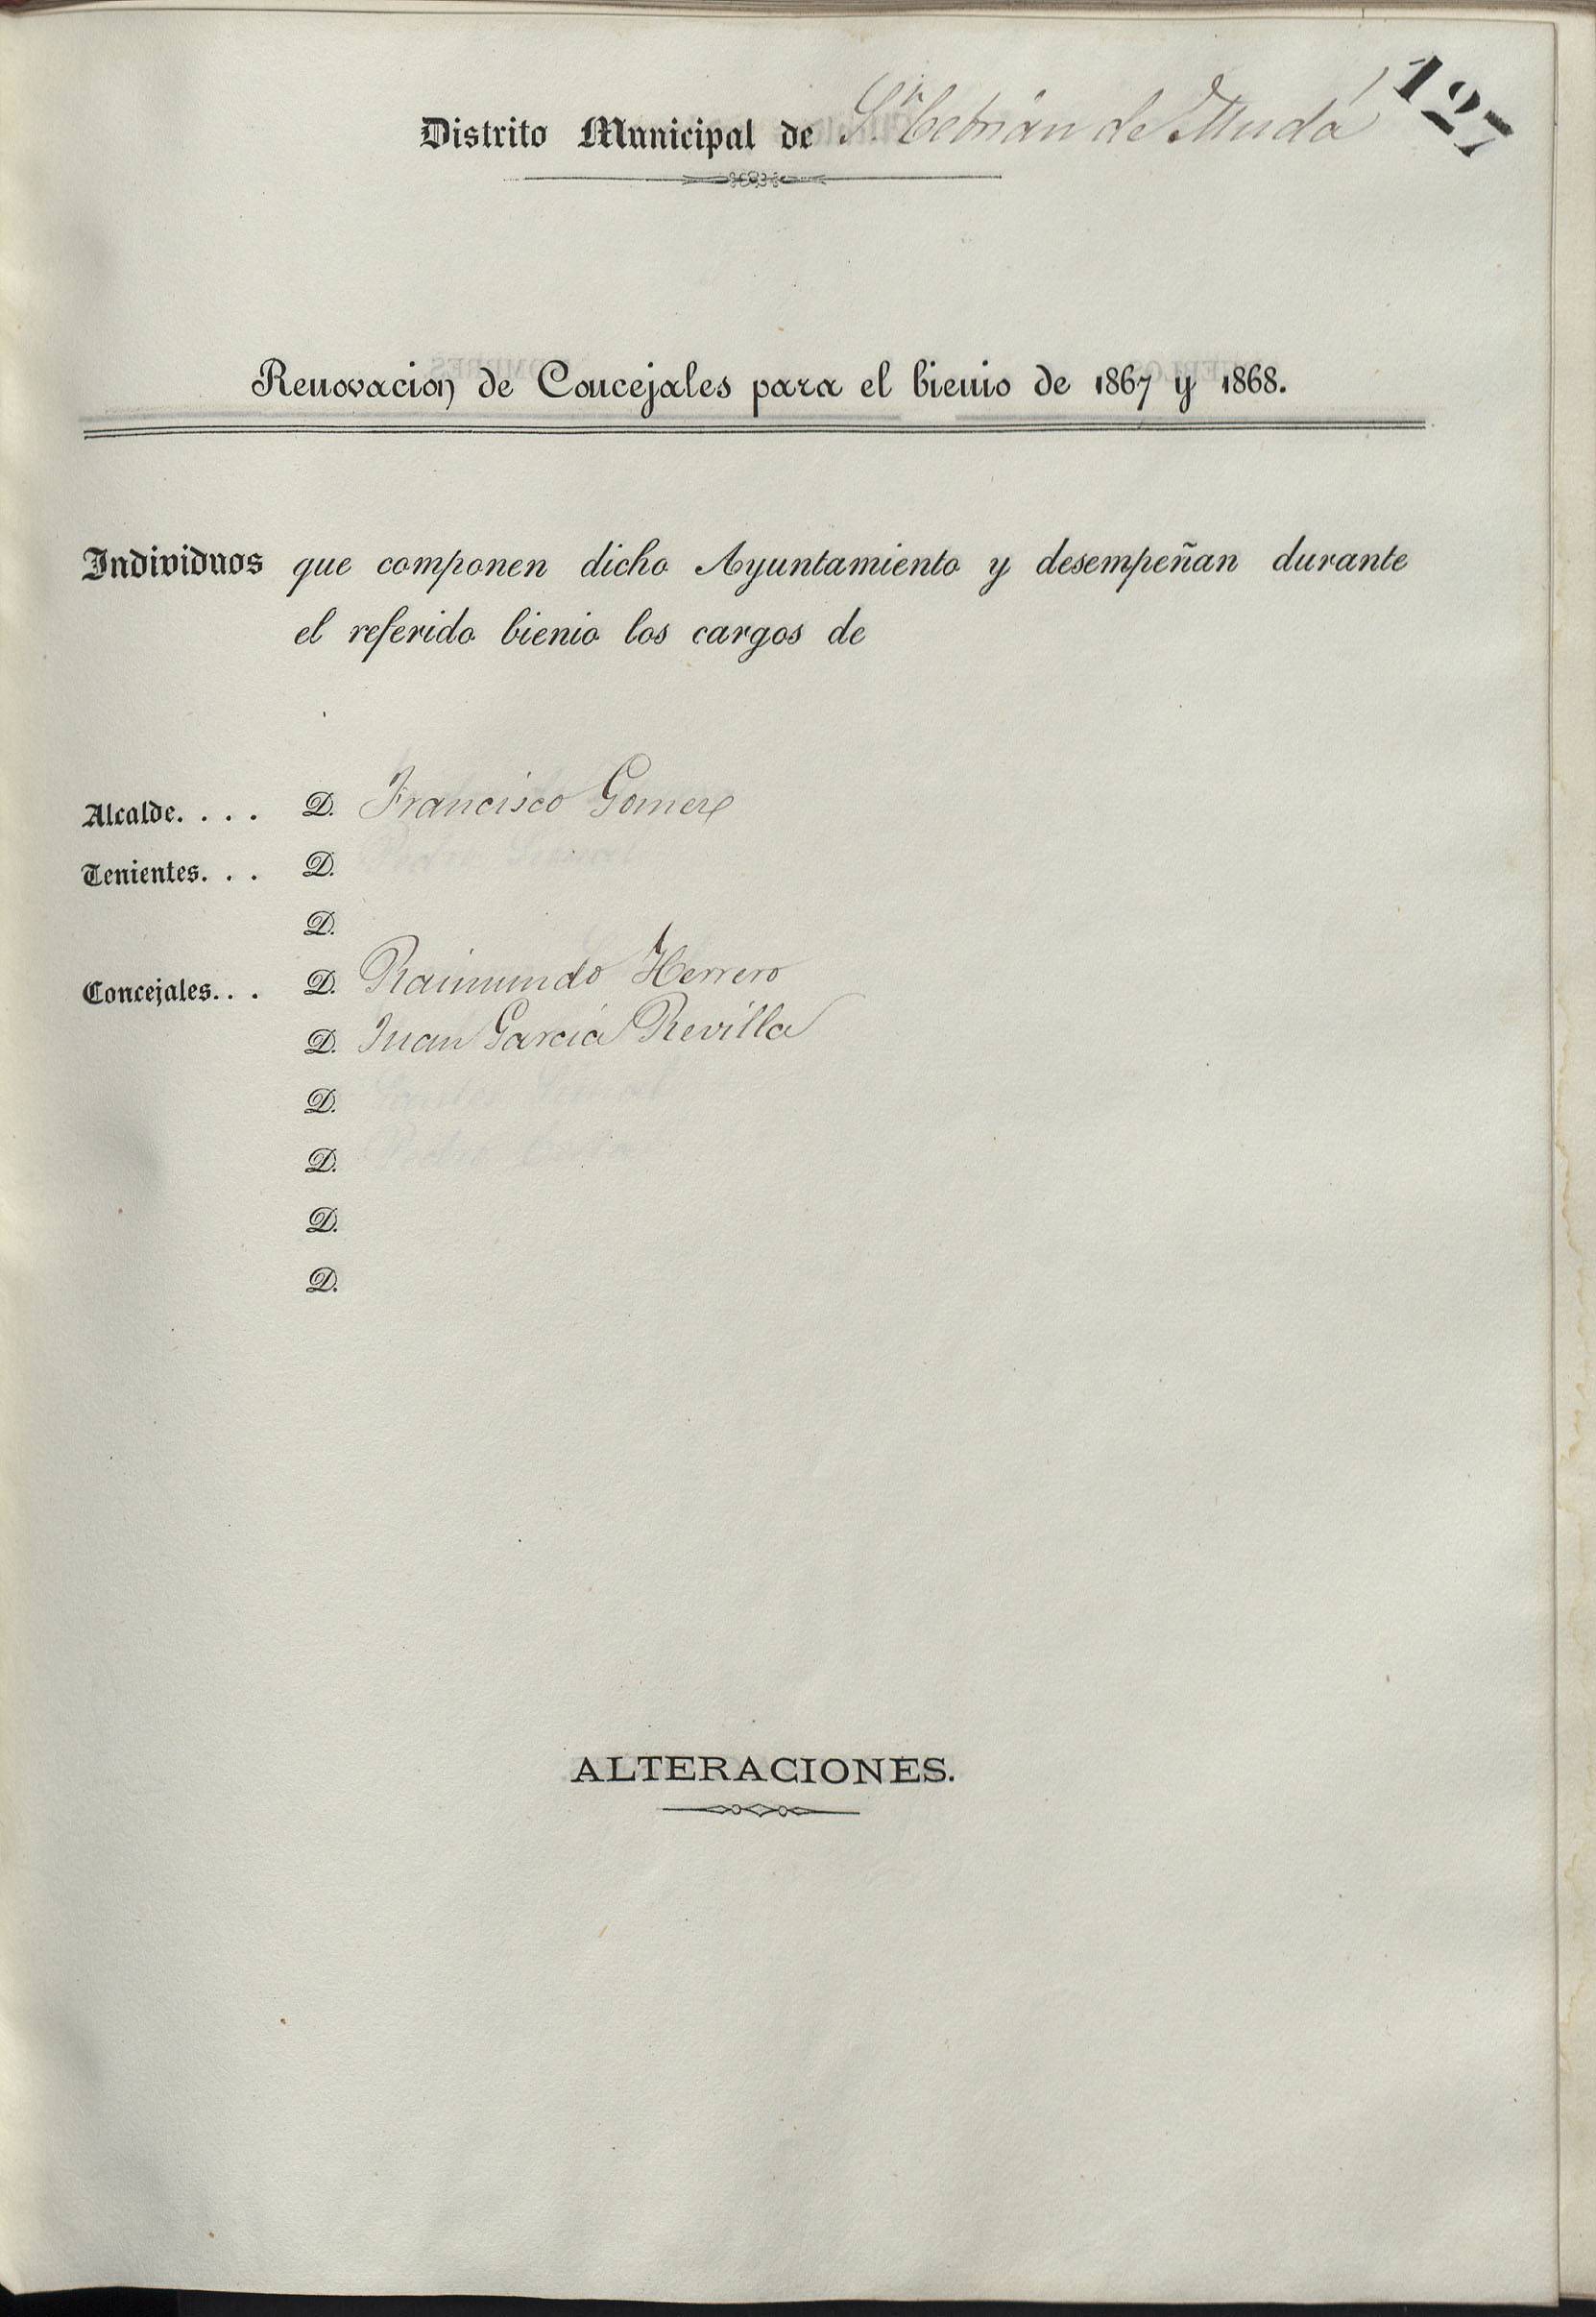 127
Distrito Municipal de Sn. Cebrián de Mudá
Renovacion de Concejales para el bienio de 1867 y 1868.
Individuos que componen dicho Ayuntamiento y desempeñan durante
el referido bienio los cargos de
Alcalde. . . . D. Francisco Gomez
Tenientes. . . D.
D.
Concejales. . . D. Raimundo Herrero
D. Juan Garcia Revilla
D.
D.
D.
D.
ALTERACIONES.